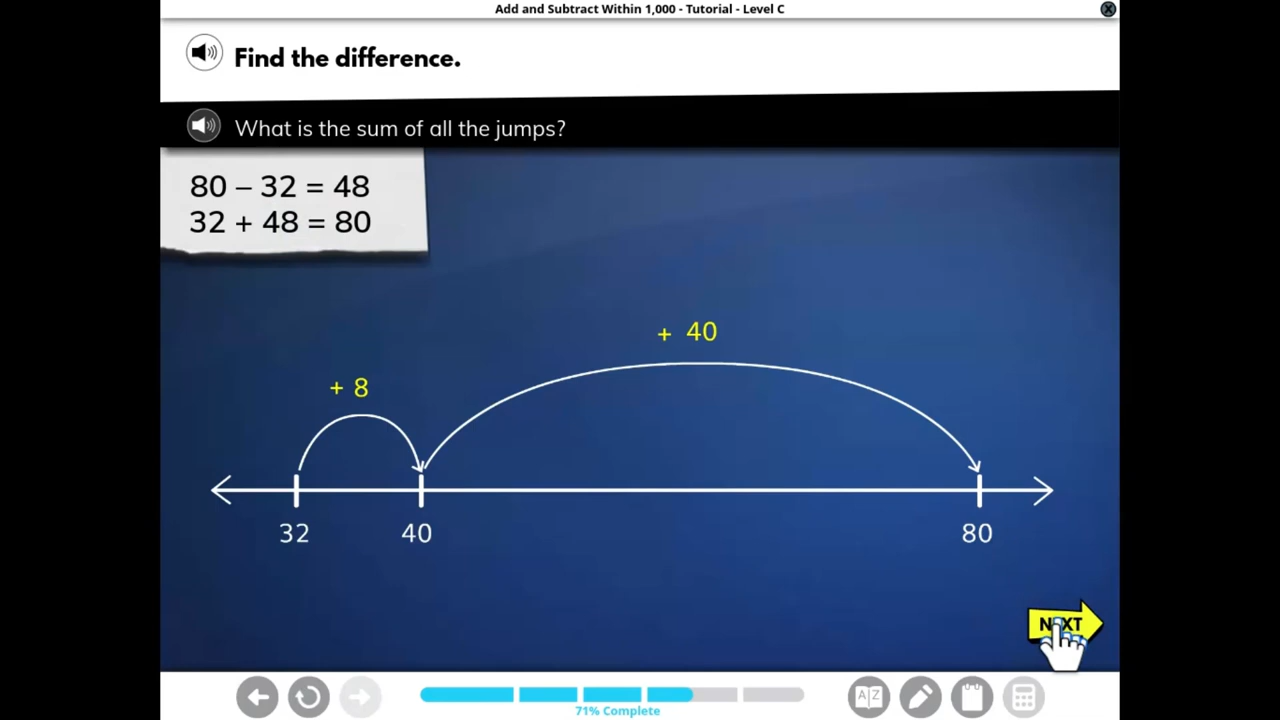 Add and Subtract Within 1,000 - Tutorial - Level C
Find the difference.
What is the sum of all the jumps?
80 – 32 = 48
32 + 48 = 80
+ 40
+ 8
32 40 80
NEXT
A Z
71% Complete